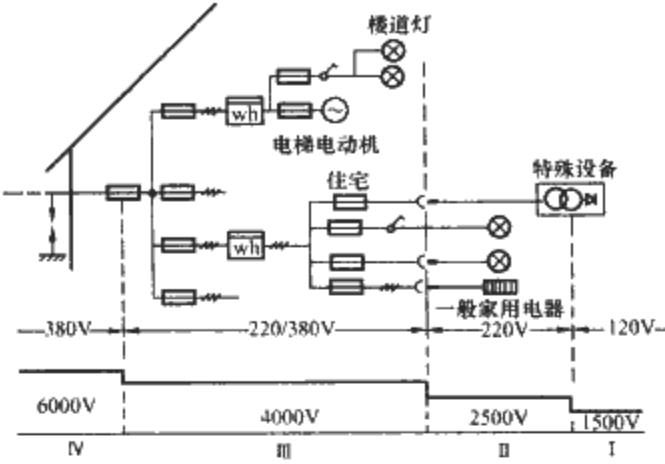 楼道灯
wh
电梯电动机
特殊设备
住宅
wh
一般家用电器
380V 220/380V 220V 120V
6000V 4000V 2500V 1500V
Ⅳ Ⅲ Ⅱ Ⅰ